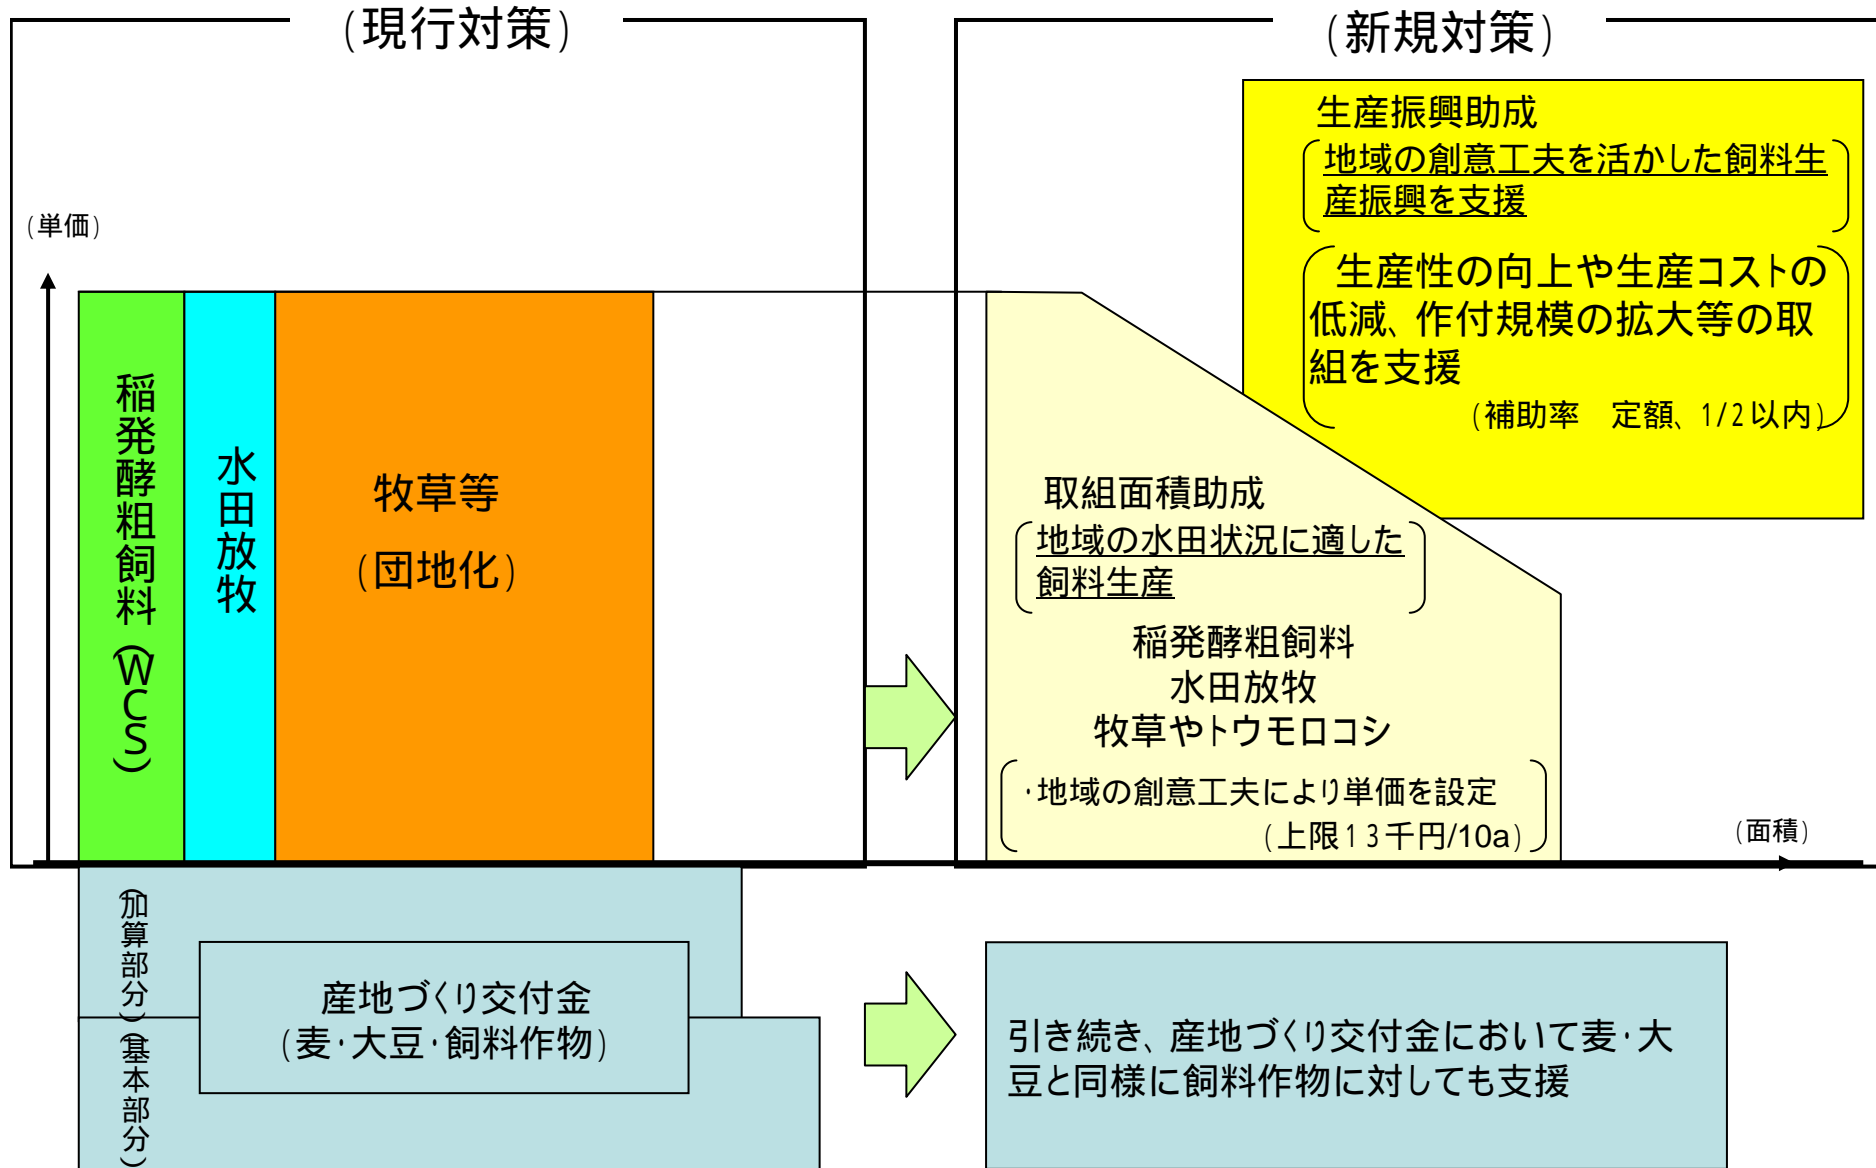 (現行対策)
(単価)
稲発酵粗飼料(WCS)
水田放牧
牧草等
(団地化)
(加算部分)
(基本部分)
産地づくり交付金
(麦・大豆・飼料作物)
(新規対策)
生産振興助成
地域の創意工夫を活かした飼料生
産振興を支援
生産性の向上や生産コストの
低減、作付規模の拡大等の取
組を支援
(補助率 定額、1/2以内)
取組面積助成
地域の水田状況に適した
飼料生産
稲発酵粗飼料
水田放牧
牧草やトウモロコシ
・地域の創意工夫により単価を設定
(上限13千円/10a)
(面積)
引き続き、産地づくり交付金において麦・大
豆と同様に飼料作物に対しても支援